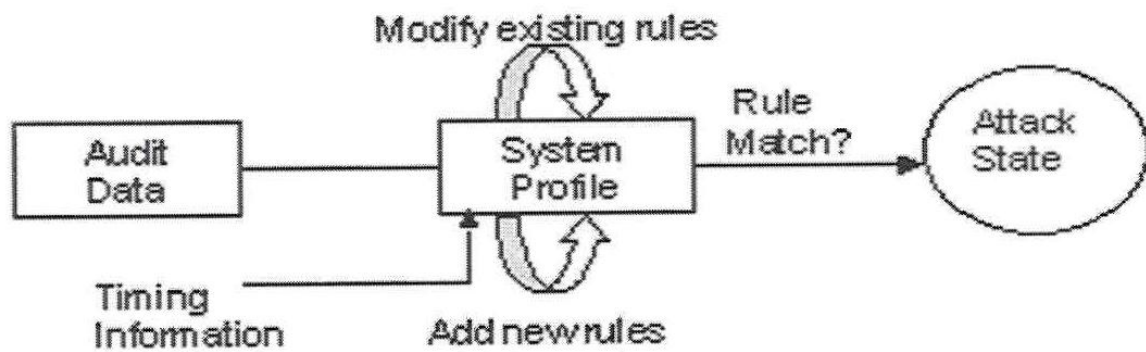 Modify existing rules
Audit
Data
System
Profile
Rule
Match?
Attack
State
Timing
Information
Add new rules